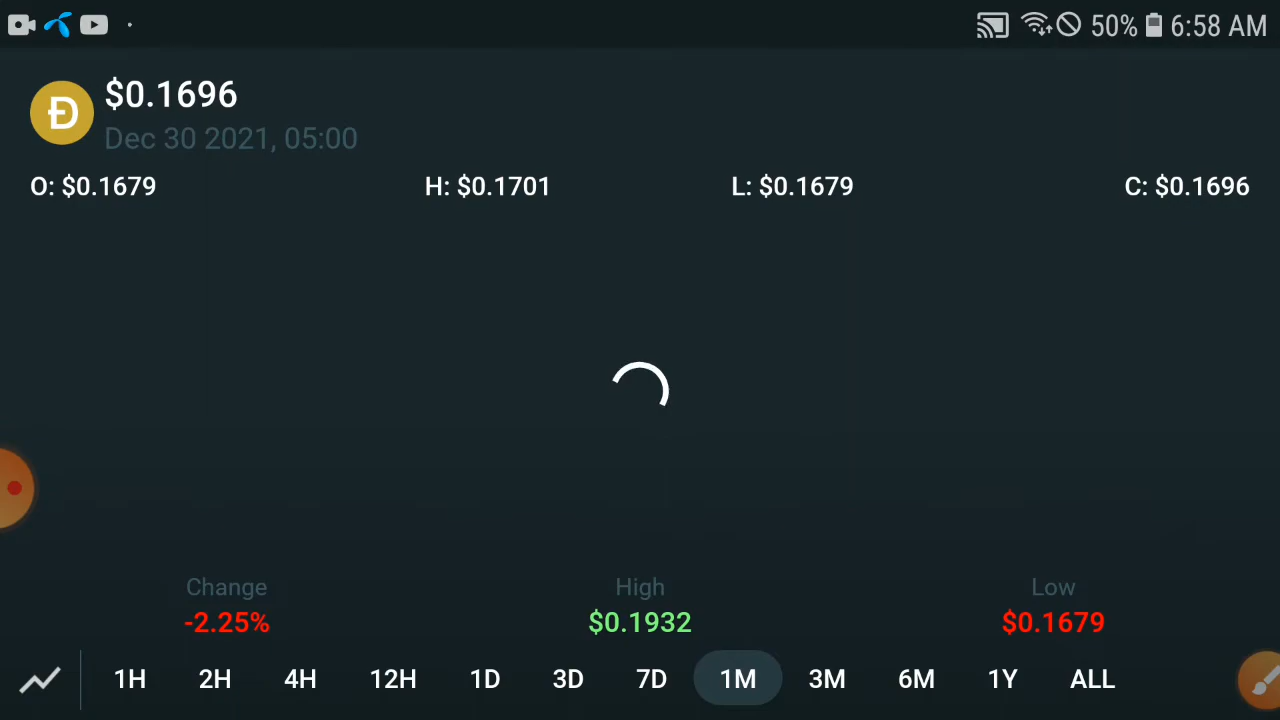 50% 6:58 AM
$0.1696
Dec 30 2021, 05:00
O: $0.1679 H: $0.1701 L: $0.1679 C: $0.1696
Change High Low
-2.25% $0.1932 $0.1679
1H 2H 4H 12H 1D 3D 7D 1M 3M 6M 1Y ALL